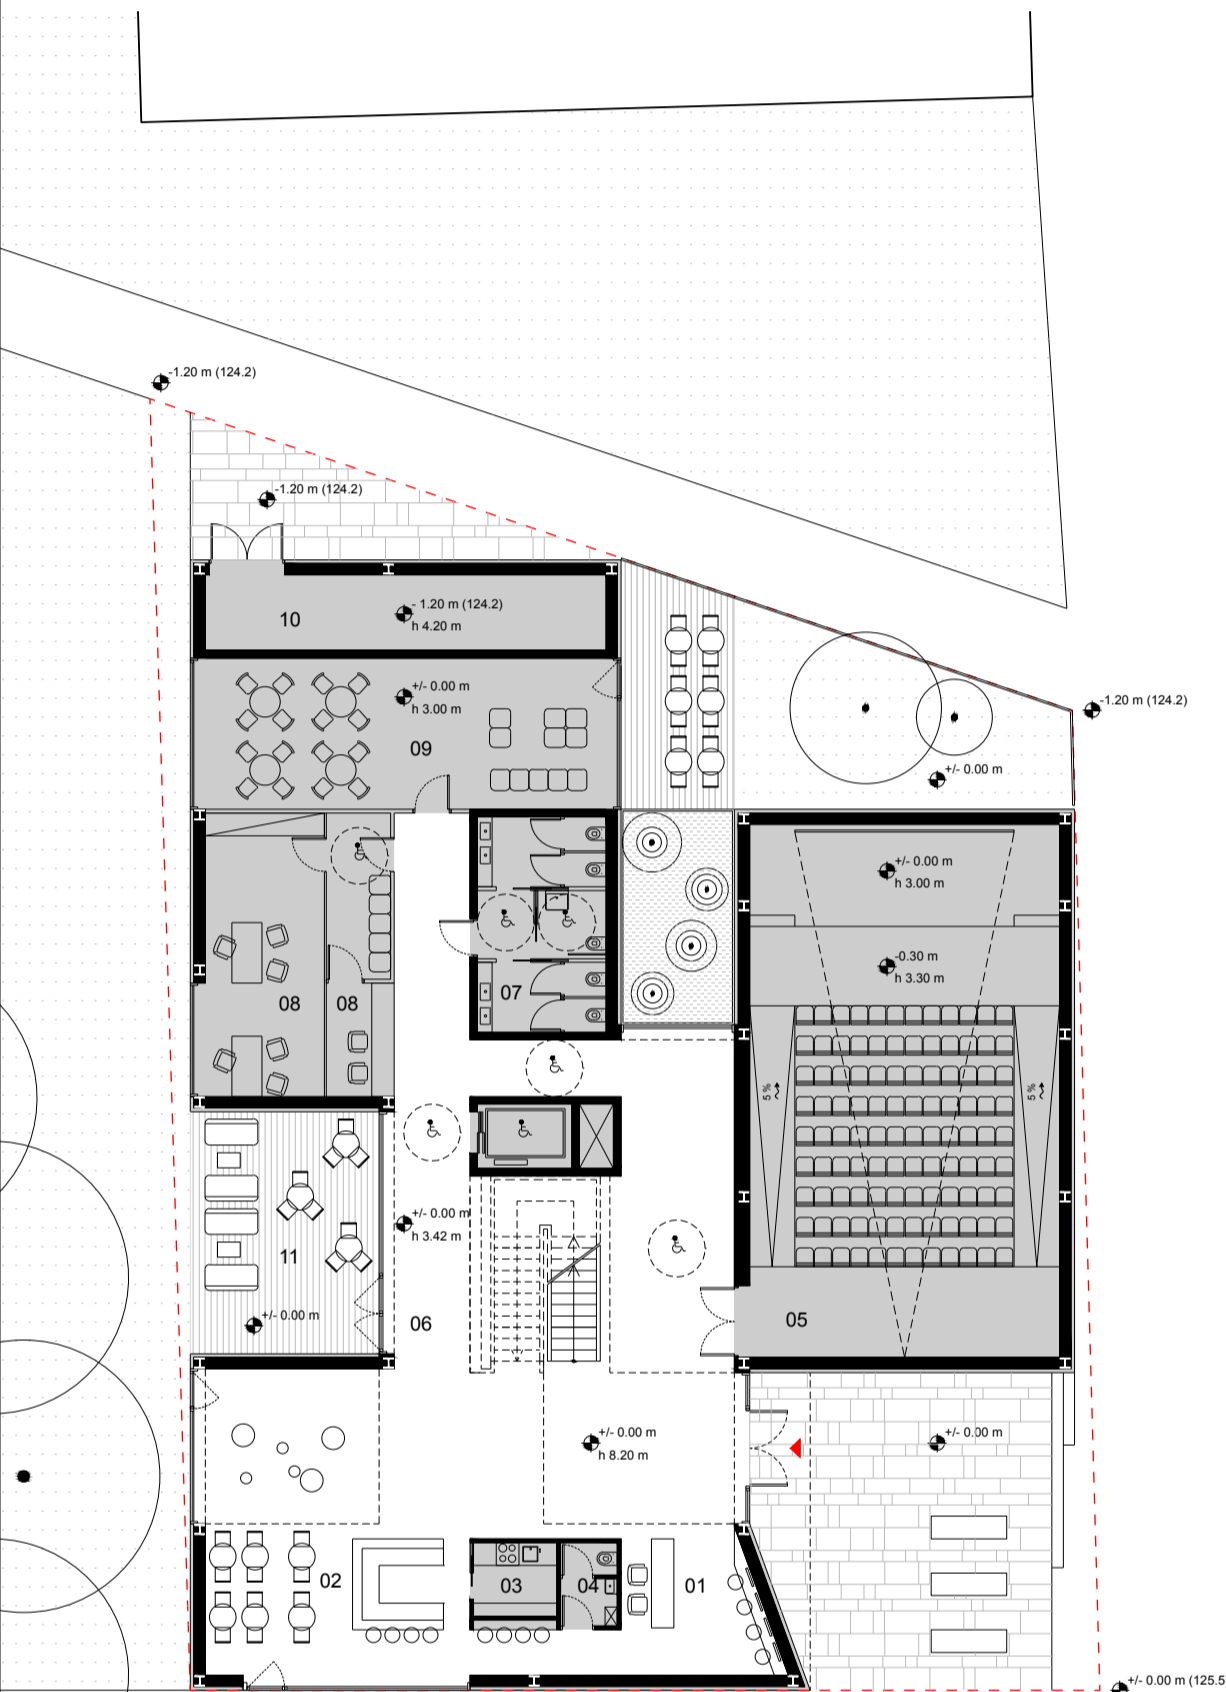 -1.20 m (124.2)
-1.20 m (124.2)
10
- 1.20 m (124.2)
h 4.20 m
+/- 0.00 m
h 3.00 m
09
-1.20 m (124.2)
+/- 0.00 m
+/- 0.00 m
h 3.00 m
-0.30 m
h 3.30 m
08
08
07
5 %
5 %
+/- 0.00 m
h 3.42 m
11
+/- 0.00 m
06
05
+/- 0.00 m
h 8.20 m
+/- 0.00 m
02
03
04
01
+/- 0.00 m (125.5